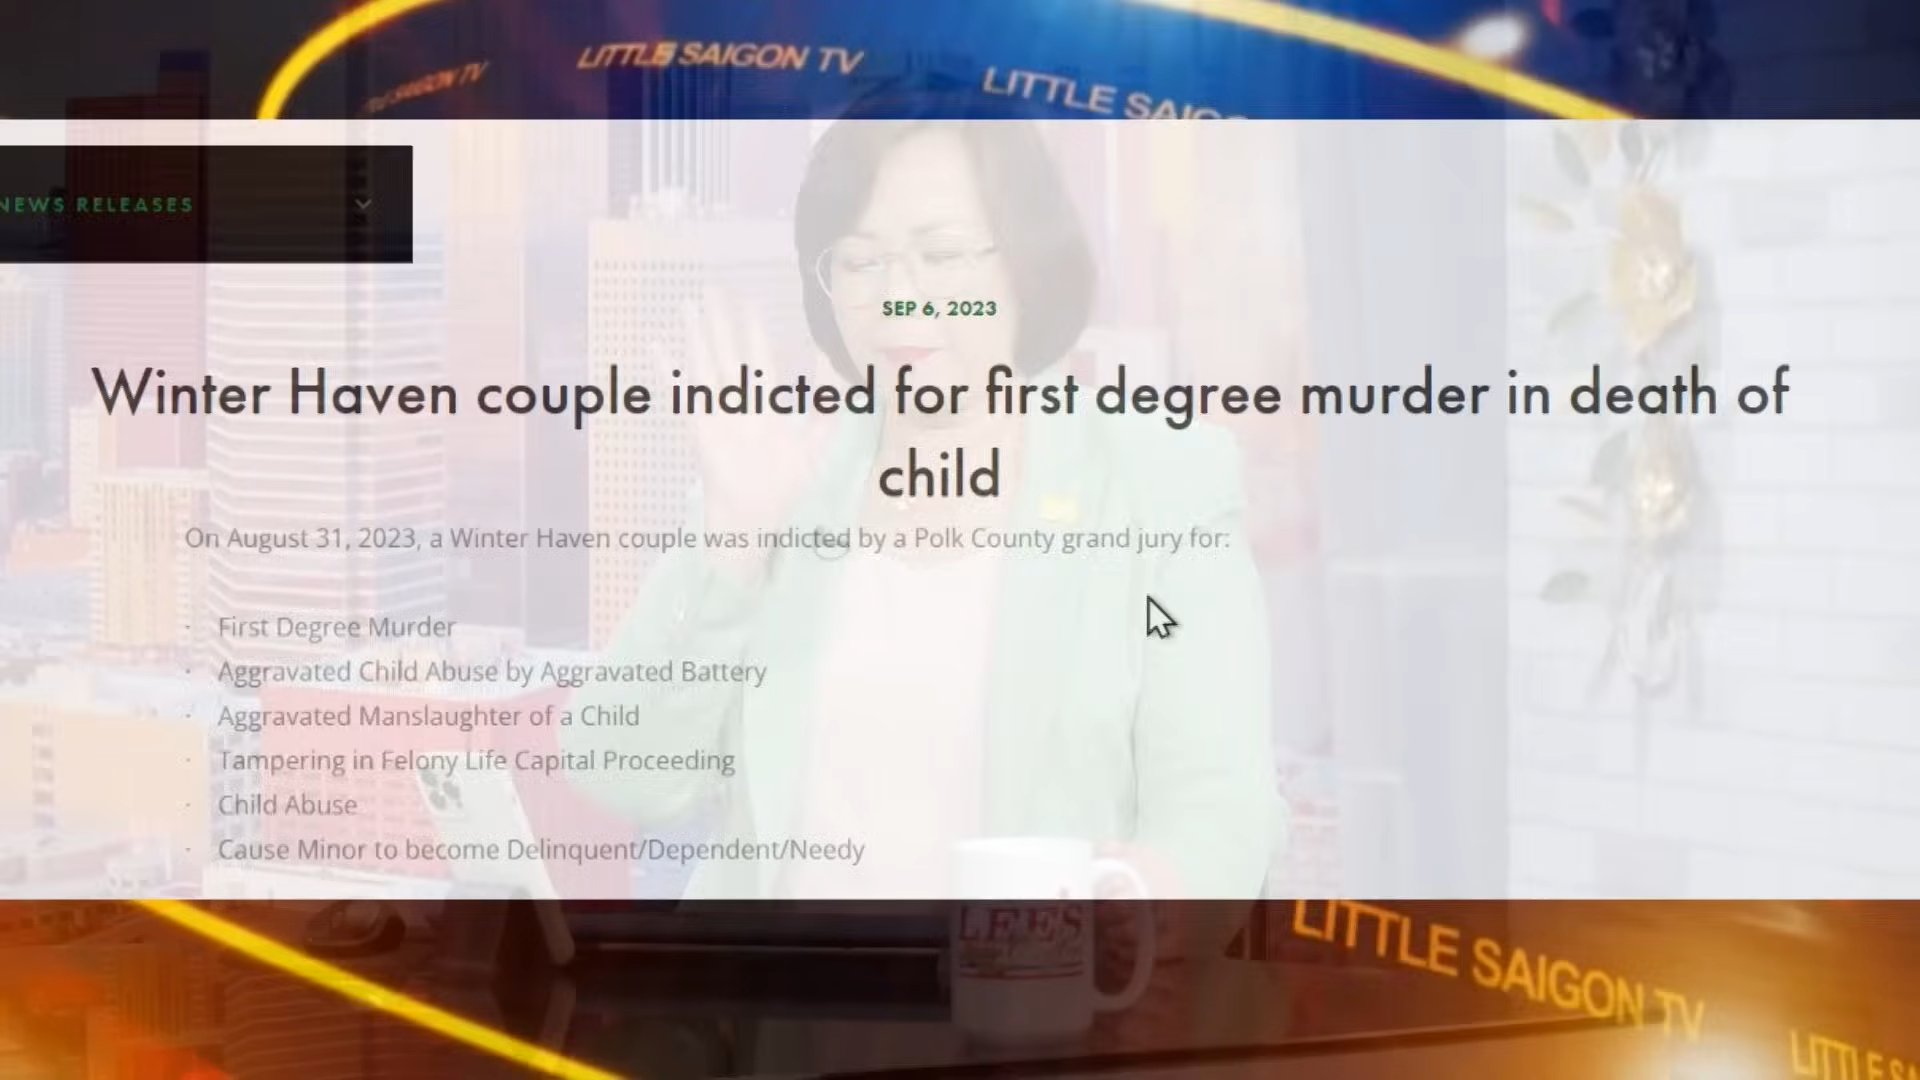 LITTLE SAIGON TV
LITTLE SAIGON TV
LITTLE
NEWS RELEASES
SEP 6, 2023
Winter Haven couple indicted for first degree murder in death of
child
On August 31, 2023, a Winter Haven couple was indicted by a Polk County grand jury for:
· First Degree Murder
· Aggravated Child Abuse by Aggravated Battery
· Aggravated Manslaughter of a Child
· Tampering in Felony Life Capital Proceeding
· Child Abuse
· Cause Minor to become Delinquent/Dependent/Needy
LEE'S
LITTLE SAIGON TV
LITTLE